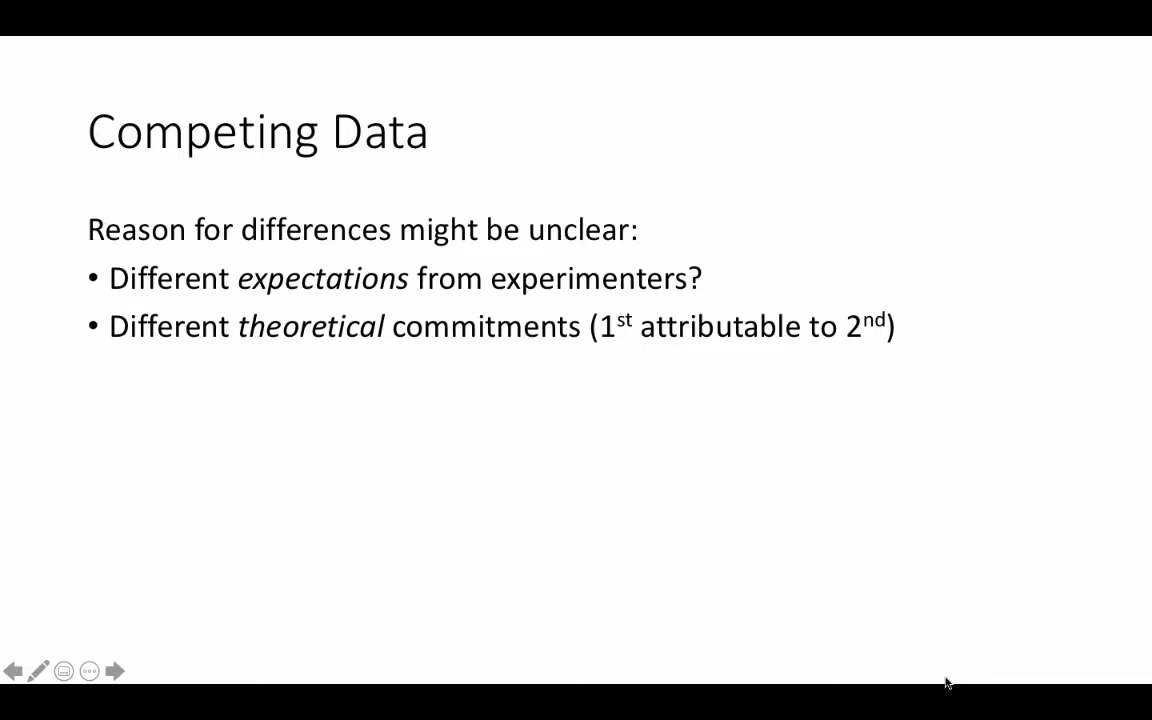 Competing Data
Reason for differences might be unclear:
• Different expectations from experimenters?
• Different theoretical commitments (1st attributable to 2nd)